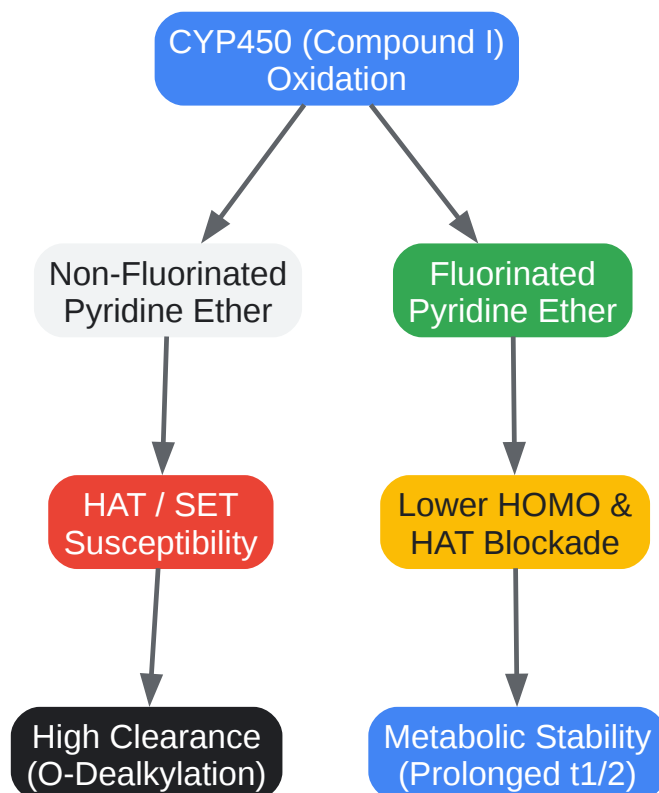 CYP450 (Compound I)
Oxidation
Non-Fluorinated
Pyridine Ether
Fluorinated
Pyridine Ether
HAT / SET
Susceptibility
Lower HOMO &
HAT Blockade
High Clearance
(O-Dealkylation)
Metabolic Stability
(Prolonged t1/2)